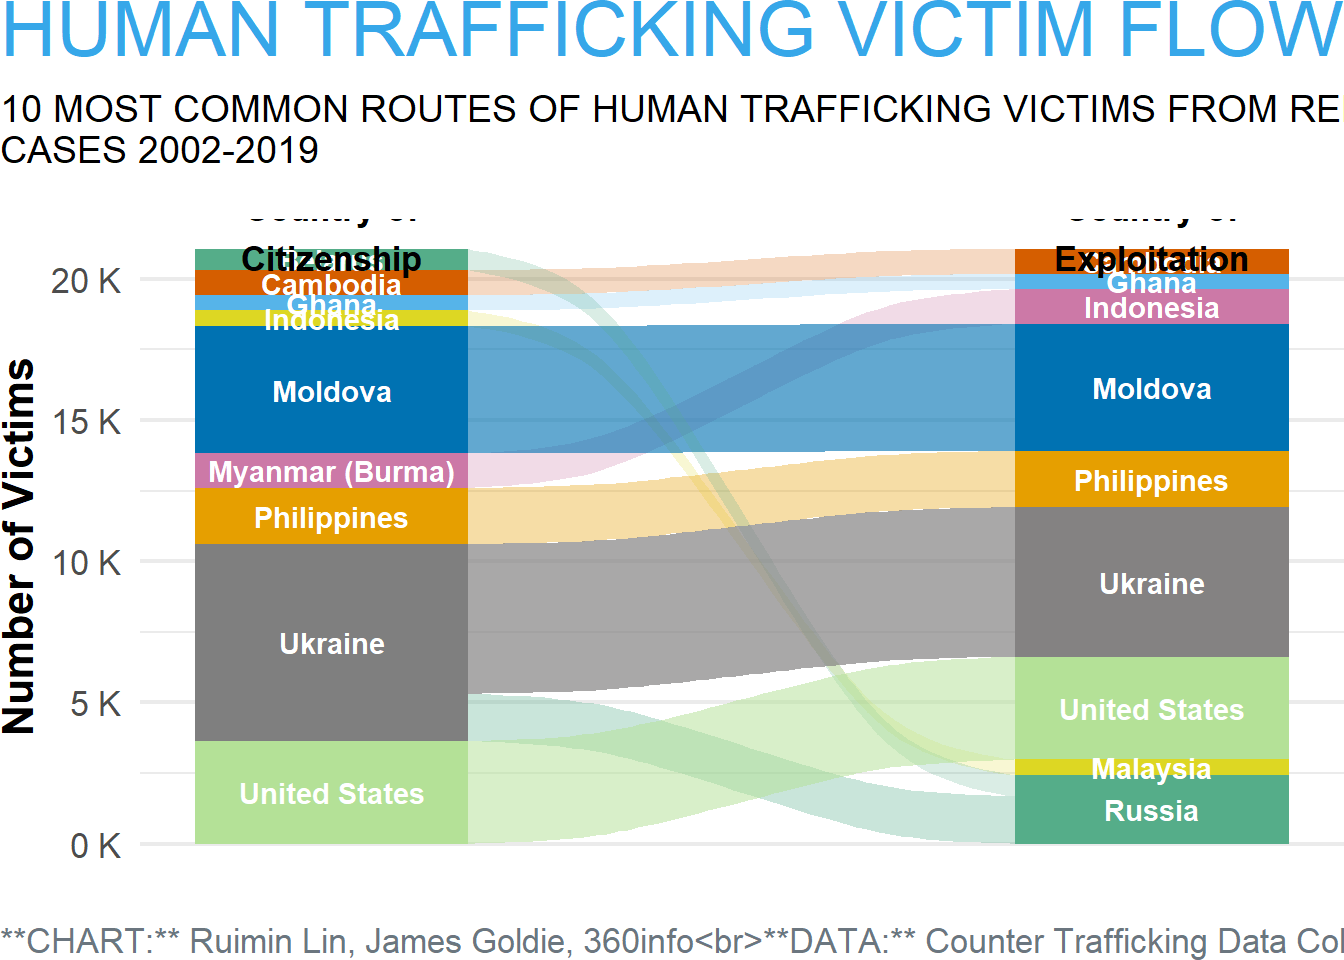 HUMAN TRAFFICKING VICTIM FLOW
10 MOST COMMON ROUTES OF HUMAN TRAFFICKING VICTIMS FROM RE
CASES 2002-2019
Country of
Citizenship
Country of
Exploitation
20 K
15 K
10 K
5 K
0 K
Number of Victims
Cambodia
Ghana
Indonesia
Moldova
Myanmar (Burma)
Philippines
Ukraine
United States
Cambodia
Ghana
Indonesia
Moldova
Philippines
Ukraine
United States
Malaysia
Russia
**CHART:** Ruimin Lin, James Goldie, 360info<br>**DATA:** Counter Trafficking Data Col